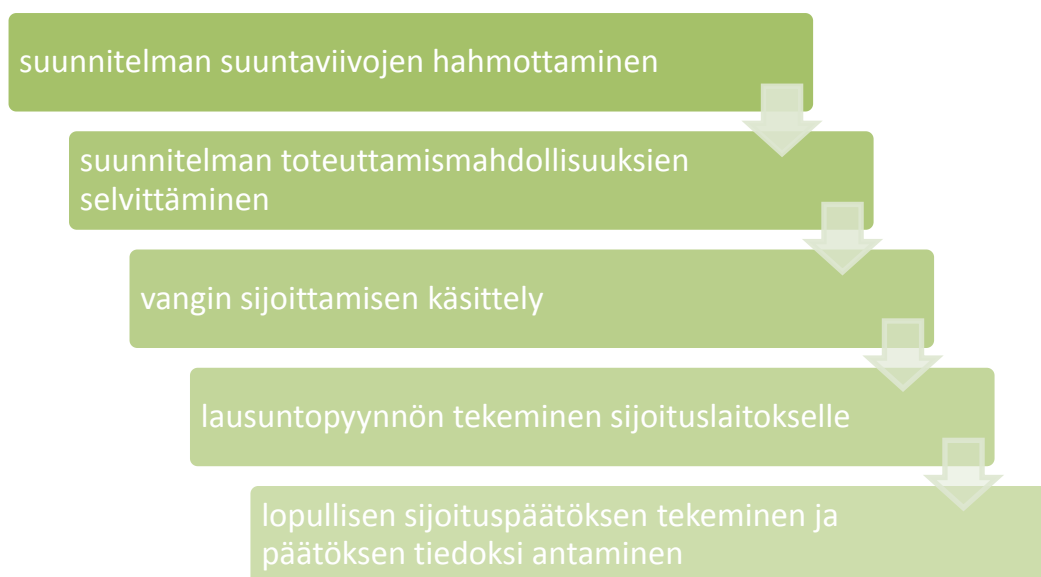 suunnitelman suuntaviivojen hahmottaminen
suunnitelman toteuttamismahdollisuuksien
selvittäminen
vangin sijoittamisen käsittely
lausuntopyynnön tekeminen sijoituslaitokselle
lopullisen sijoituspäätöksen tekeminen ja
päätöksen tiedoksi antaminen